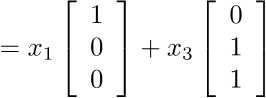 = x₁ [ 1 0 0 ] + x₃ [ 0 1 1 ]